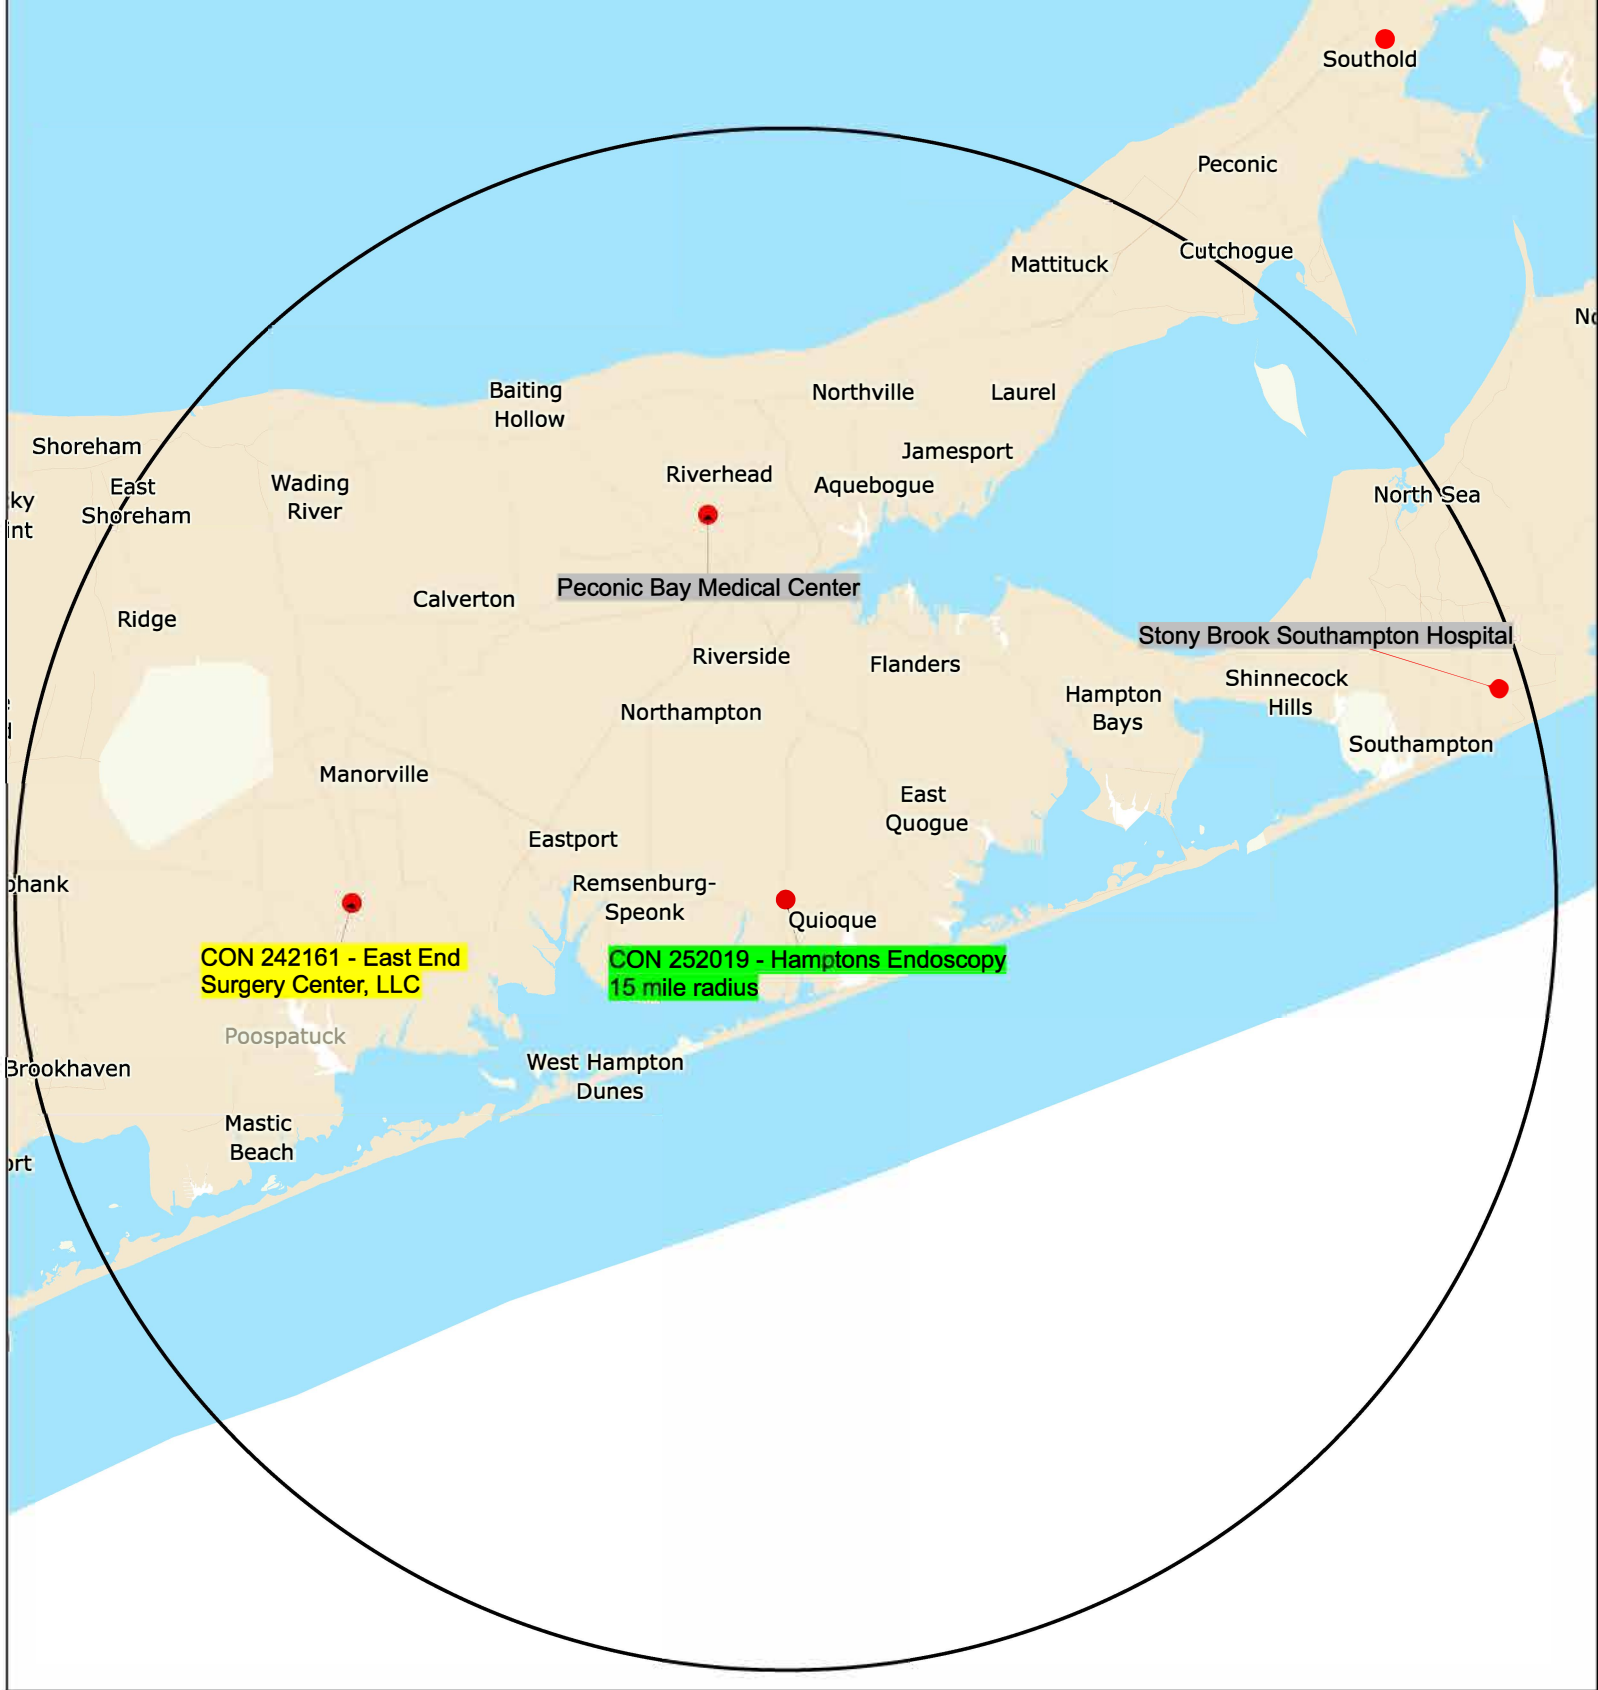 Southold
Peconic
Cutchogue
Mattituck
Baiting
Hollow
Northville
Laurel
Shoreham
Jamesport
Riverhead
Aquebogue
East
Shoreham
Wading
River
North Sea
Peconic Bay Medical Center
Calverton
Ridge
Stony Brook Southampton Hospital
Riverside
Flanders
Shinnecock
Hills
Hampton
Bays
Northampton
Southampton
Manorville
East
Quogue
Eastport
Remsenburg-
Speonk
Quioque
CON 242161 - East End
Surgery Center, LLC
CON 252019 - Hamptons Endoscopy
15 mile radius
Poospatuck
Brookhaven
West Hampton
Dunes
Mastic
Beach